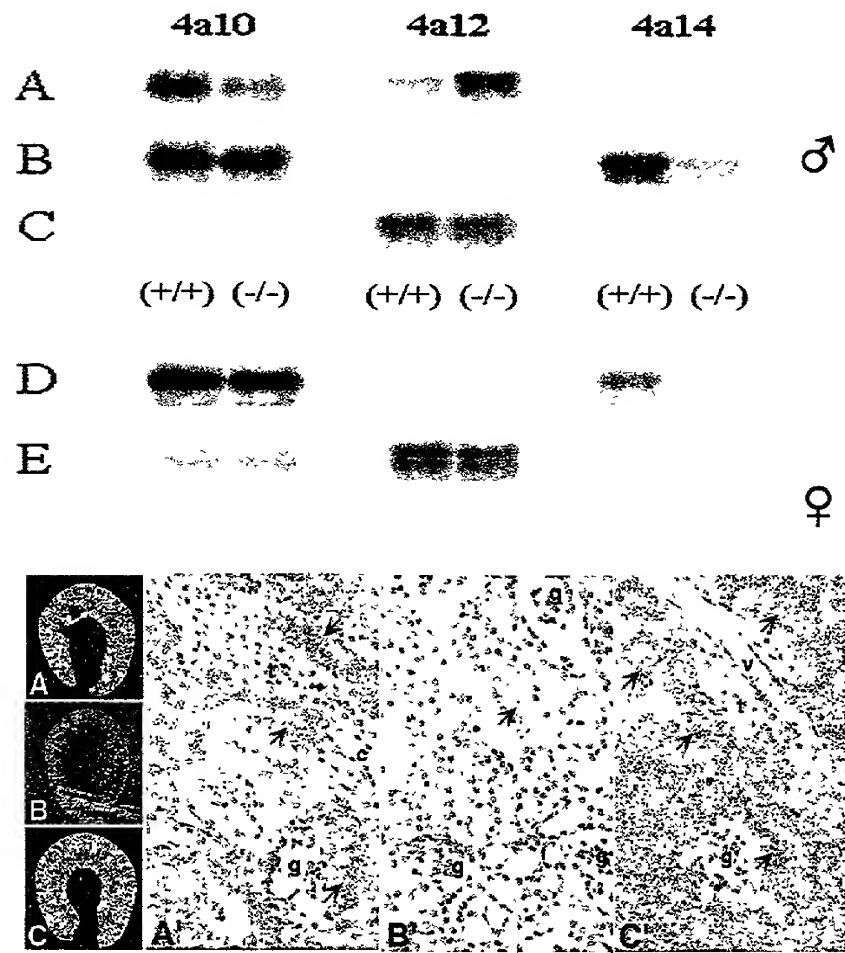 4a10 4a12 4a14
A
B ♂
C
(+/+) (-/-) (+/+) (-/-) (+/+) (-/-)
D
E
♀
g
A t v
t
B
g g g g
C A' B' C'